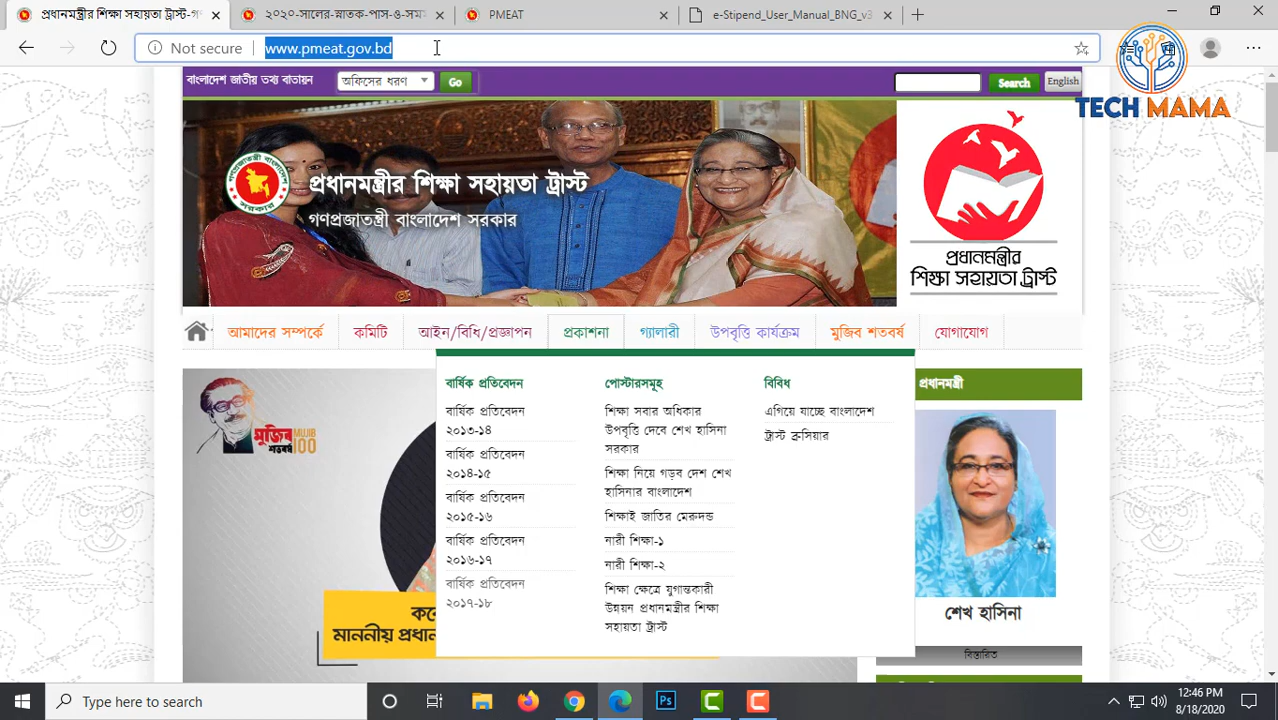 প্রধানমন্ত্রীর শিক্ষা সহায়তা ট্রাস্ট-গ
২০২০-সালের-স্নাতক-পাস-ও-সমম
PMEAT
e-Stipend_User_Manual_BNG_v3
Not secure
www.pmeat.gov.bd
TECH MAMA
বাংলাদেশ জাতীয় তথ্য বাতায়ন
অফিসের ধরণ
Go
Search
English
প্রধানমন্ত্রীর শিক্ষা সহায়তা ট্রাস্ট
গণপ্রজাতন্ত্রী বাংলাদেশ সরকার
প্রধানমন্ত্রীর
শিক্ষা সহায়তা ট্রাস্ট
আমাদের সম্পর্কে
কমিটি
আইন/বিধি/প্রজ্ঞাপন
প্রকাশনা
গ্যালারী
উপবৃত্তি কার্যক্রম
মুজিব শতবর্ষ
যোগাযোগ
বার্ষিক প্রতিবেদন
বার্ষিক প্রতিবেদন
২০১৩-১৪
বার্ষিক প্রতিবেদন
২০১৪-১৫
বার্ষিক প্রতিবেদন
২০১৫-১৬
বার্ষিক প্রতিবেদন
২০১৬-১৭
বার্ষিক প্রতিবেদন
২০১৭-১৮
পোস্টারসমূহ
শিক্ষা সবার অধিকার
উপবৃত্তি দেবে শেখ হাসিনা
সরকার
শিক্ষা নিয়ে গড়ব দেশ শেখ
হাসিনার বাংলাদেশ
শিক্ষাই জাতির মেরুদন্ড
নারী শিক্ষা-১
নারী শিক্ষা-২
শিক্ষা ক্ষেত্রে যুগান্তকারী
উন্নয়ন প্রধানমন্ত্রীর শিক্ষা
সহায়তা ট্রাস্ট
বিবিধ
এগিয়ে যাচ্ছে বাংলাদেশ
ট্রাস্ট ব্রুসিয়ার
প্রধানমন্ত্রী
শেখ হাসিনা
বিস্তারিত
মুজিব MUJIB
শতবর্ষ 100
মাননীয় প্রধা
Type here to search
Ps
12:46 PM
8/18/2020